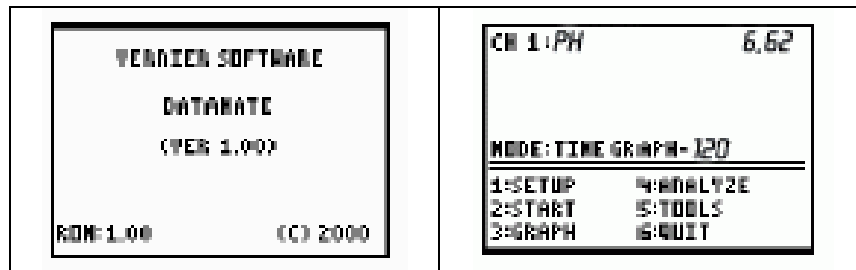 VERNIER SOFTWARE
DATAMATE
(VER 1.00)
ROM: 1.00 (C) 2000
CH 1: PH 6.62
MODE: TIME GRAPH- 120
1:SETUP 4:ANALYZE
2:START 5:TOOLS
3:GRAPH 6:QUIT